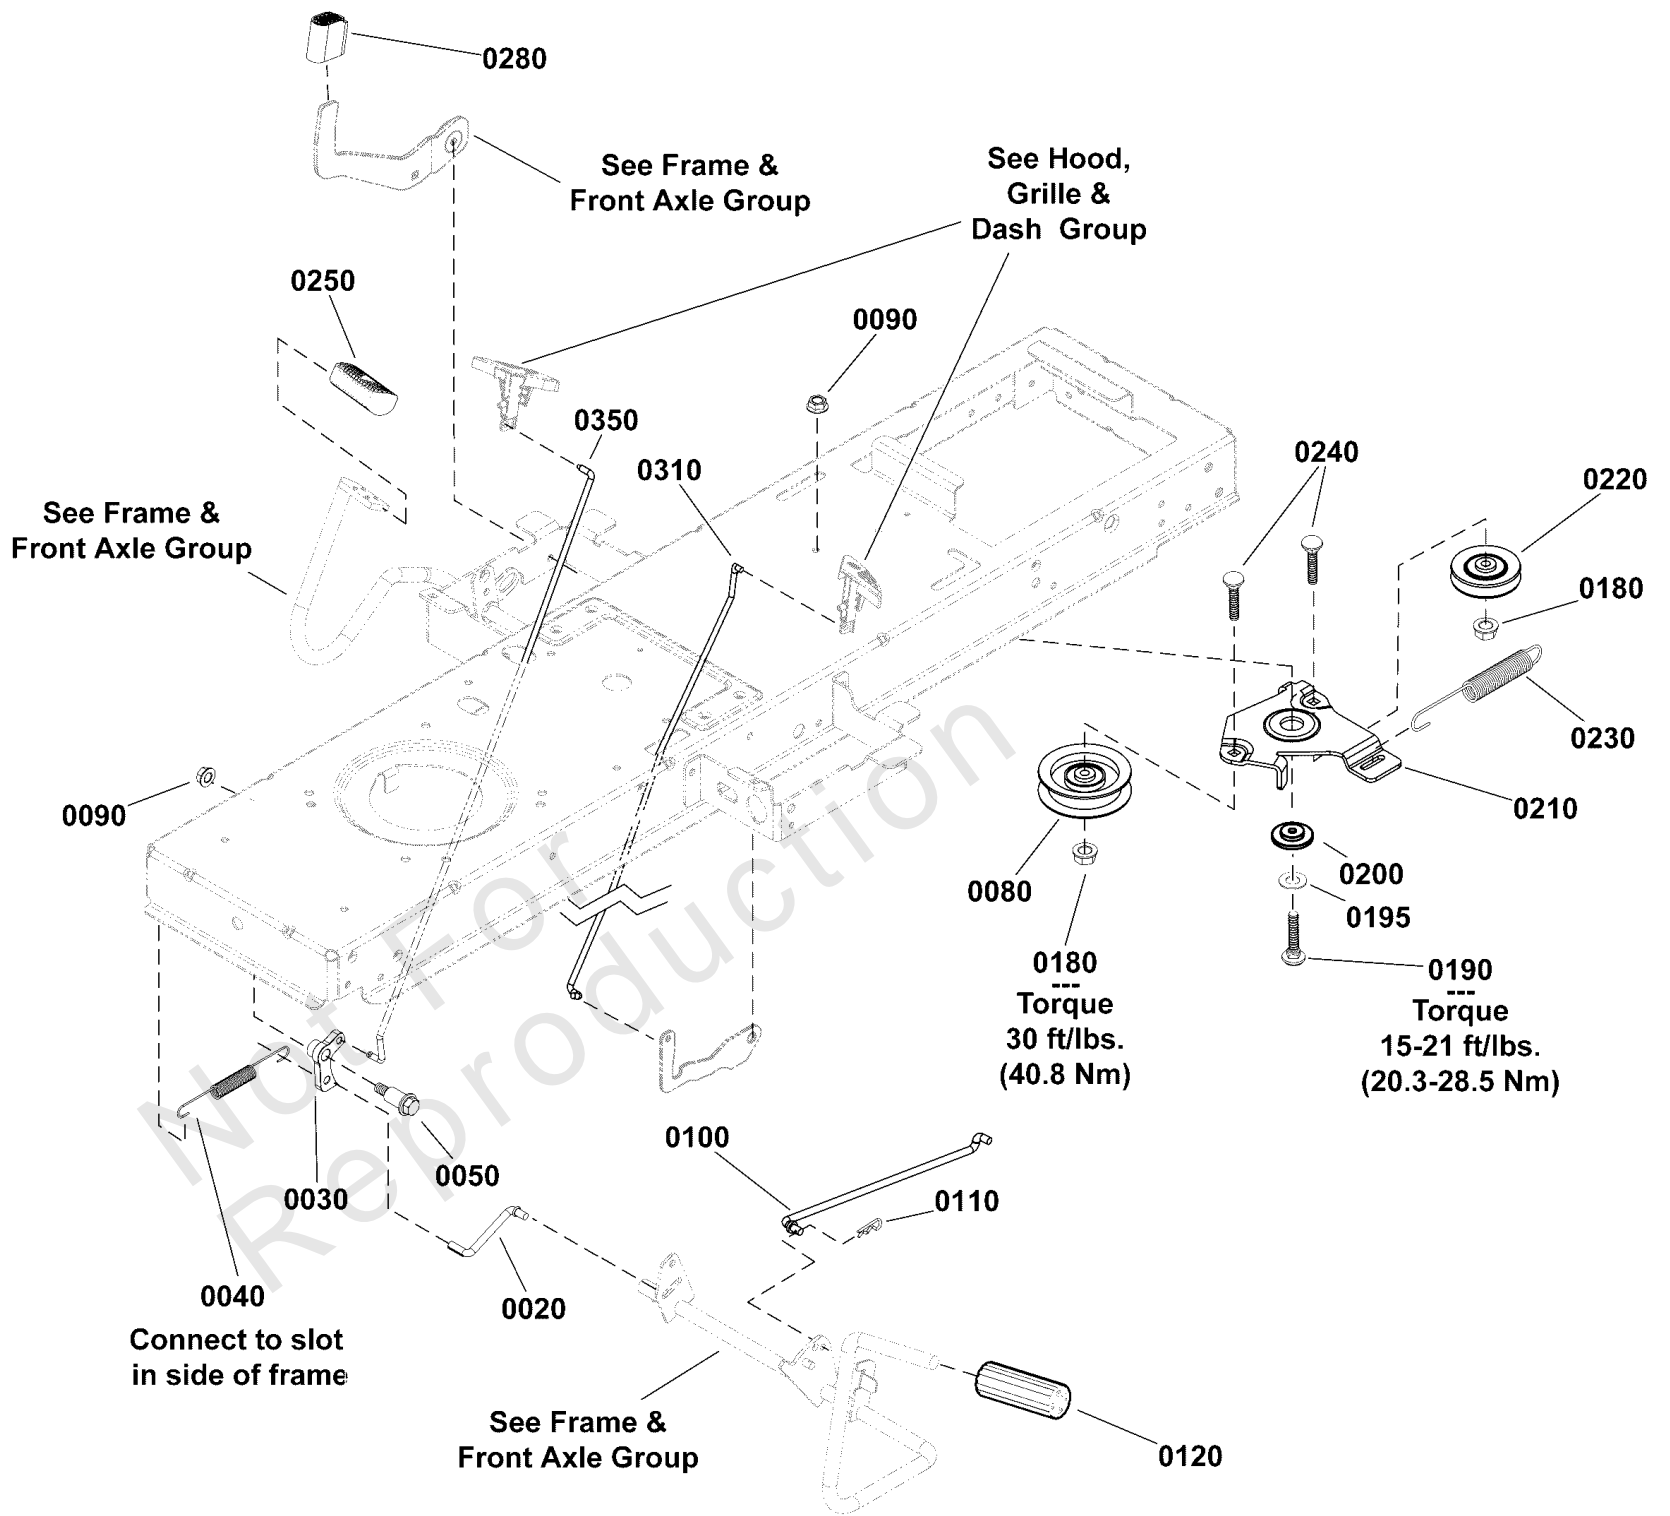 0280
See Frame &
Front Axle Group
See Hood,
Grille &
Dash Group
0250
0090
0350
0310
0240
0220
See Frame &
Front Axle Group
0180
0230
0210
0090
0080
0200
0195
0180
---
Torque
30 ft/lbs.
(40.8 Nm)
0190
---
Torque
15-21 ft/lbs.
(20.3-28.5 Nm)
Not For
Reproduction
0100
0110
0050
0030
0040
Connect to slot
in side of frame
0020
See Frame &
Front Axle Group
0120